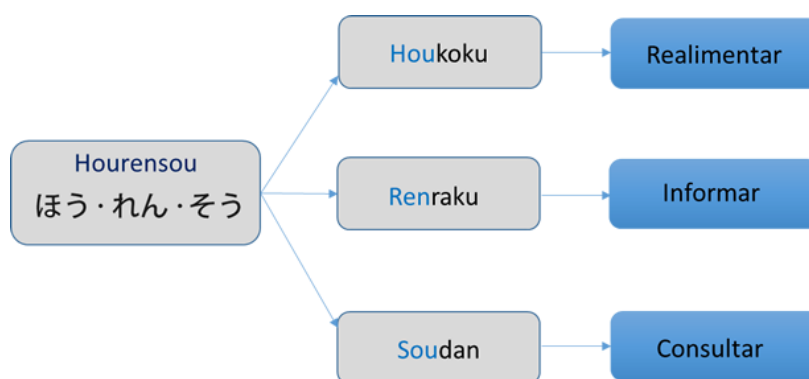 Hourensou
ほう・れん・そう
Houkoku
Realimentar
Renraku
Informar
Soudan
Consultar